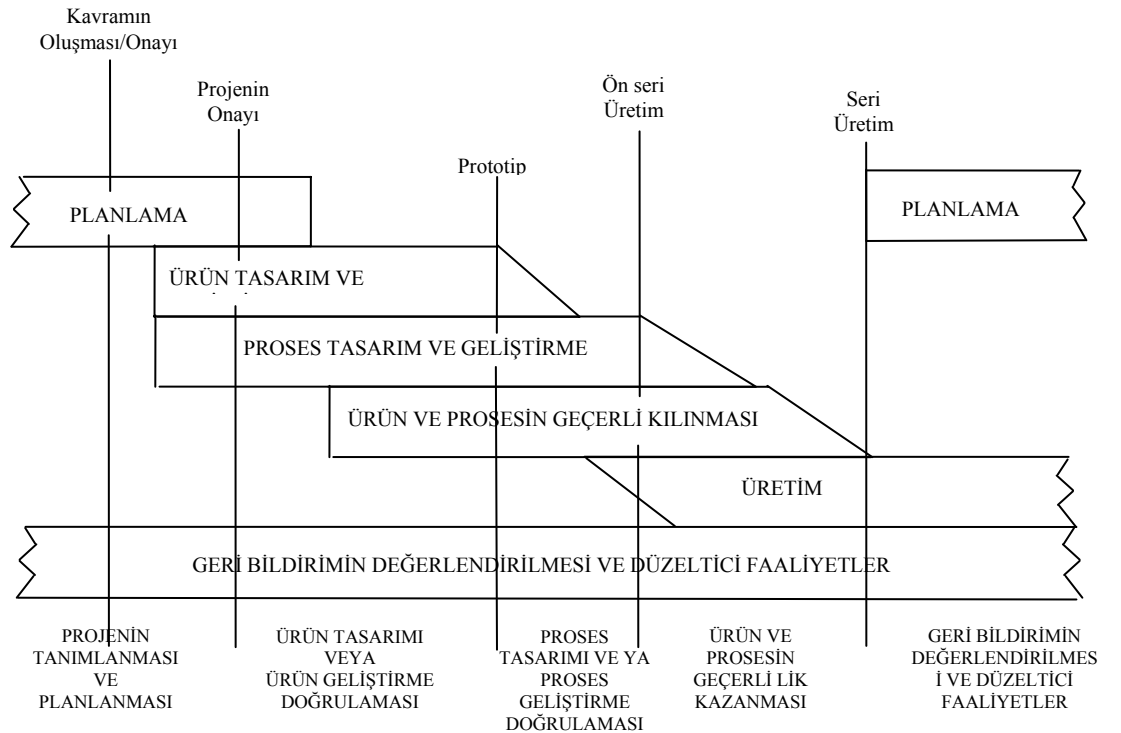 Kavramın
Oluşması/Onayı
Projenin
Onayı
Prototip
Ön seri
Üretim
Seri
Üretim
PLANLAMA
PLANLAMA
ÜRÜN TASARIM VE
PROSES TASARIM VE GELİŞTİRME
ÜRÜN VE PROSESİN GEÇERLİ KILINMASI
ÜRETİM
GERİ BİLDİRİMİN DEĞERLENDİRİLMESİ VE DÜZELTİCİ FAALİYETLER
PROJENİN
TANIMLANMASI
VE
PLANLANMASI
ÜRÜN TASARIMI
VEYA
ÜRÜN GELİŞTİRME
DOĞRULAMASI
PROSES
TASARIMI VE YA
PROSES
GELİŞTİRME
DOĞRULAMASI
ÜRÜN VE
PROSESİN
GEÇERLİ LİK
KAZANMASI
GERİ BİLDİRİMİN
DEĞERLENDİRİLMES
İ VE DÜZELTİCİ
FAALİYETLER